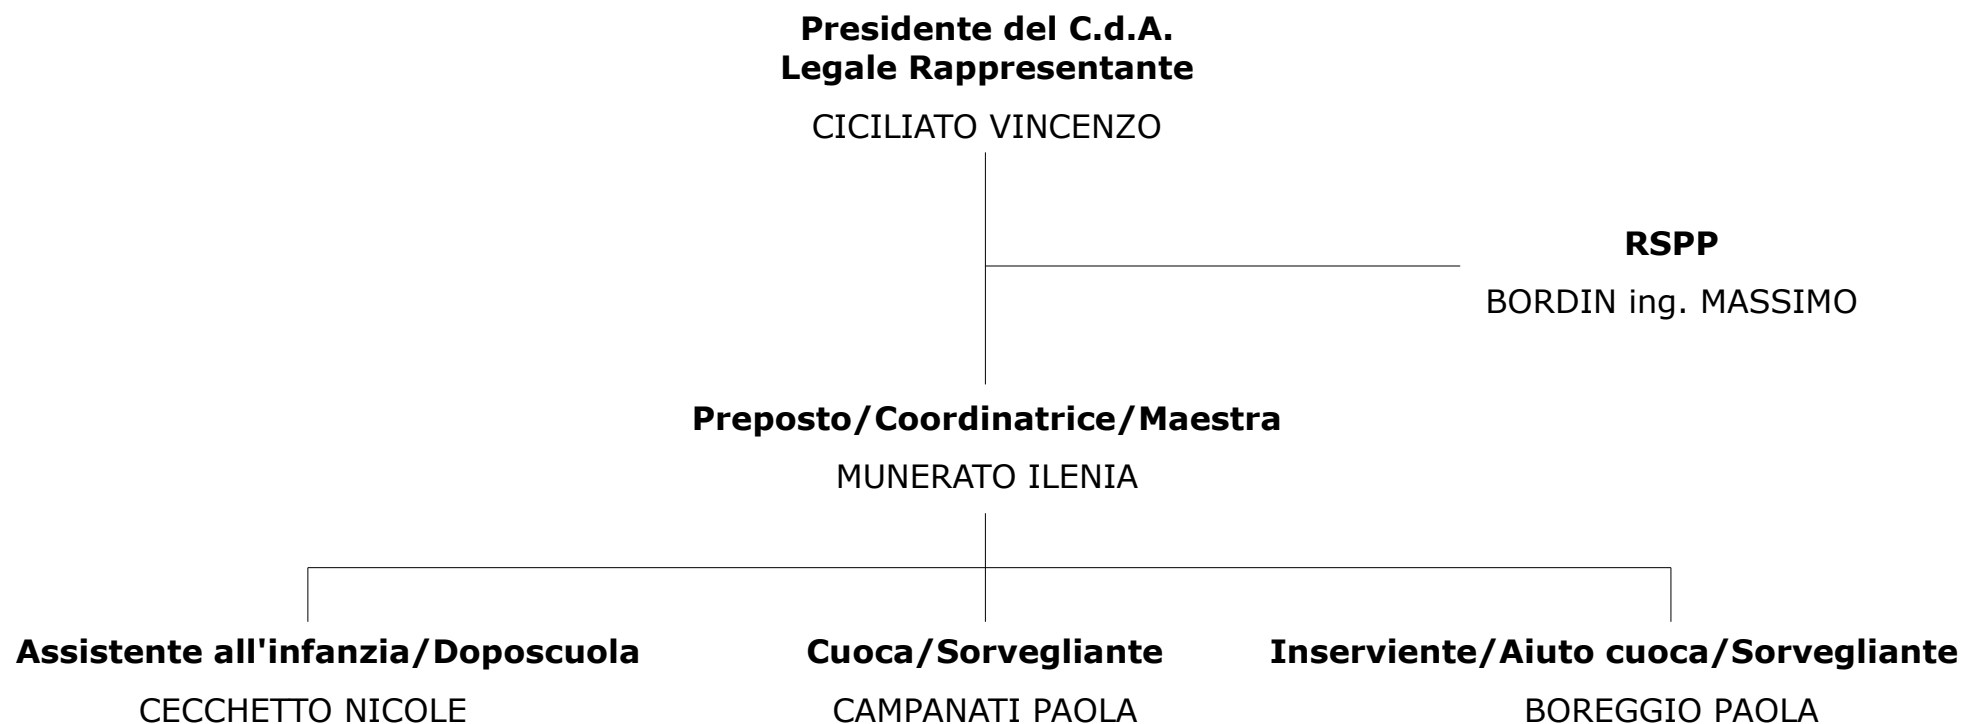 Presidente del C.d.A.
Legale Rappresentante
CICILIATO VINCENZO
RSPP
BORDIN ing. MASSIMO
Preposto/Coordinatrice/Maestra
MUNERATO ILENIA
Assistente all'infanzia/Doposcuola
CECCHETTO NICOLE
Cuoca/Sorvegliante
CAMPANATI PAOLA
Inserviente/Aiuto cuoca/Sorvegliante
BOREGGIO PAOLA